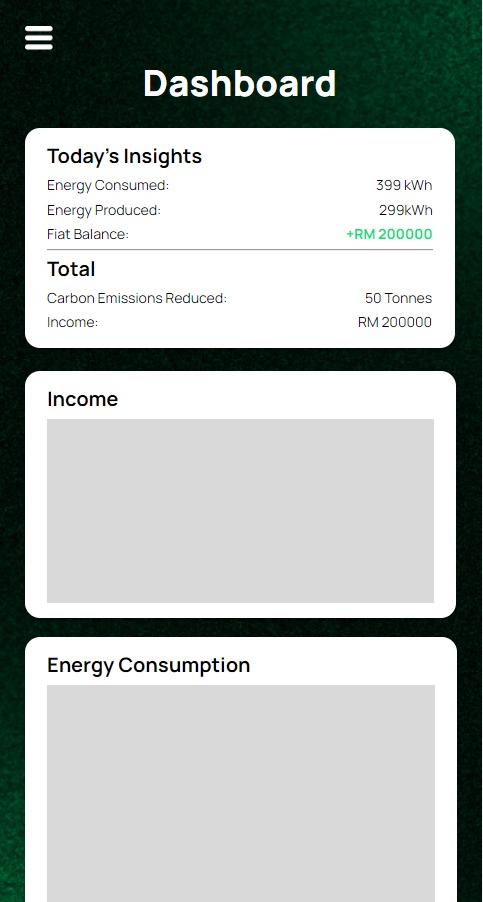 Dashboard
Today's Insights
Energy Consumed: 399 kWh
Energy Produced: 299kWh
Fiat Balance: +RM 200000
Total
Carbon Emissions Reduced: 50 Tonnes
Income: RM 200000
Income
Energy Consumption